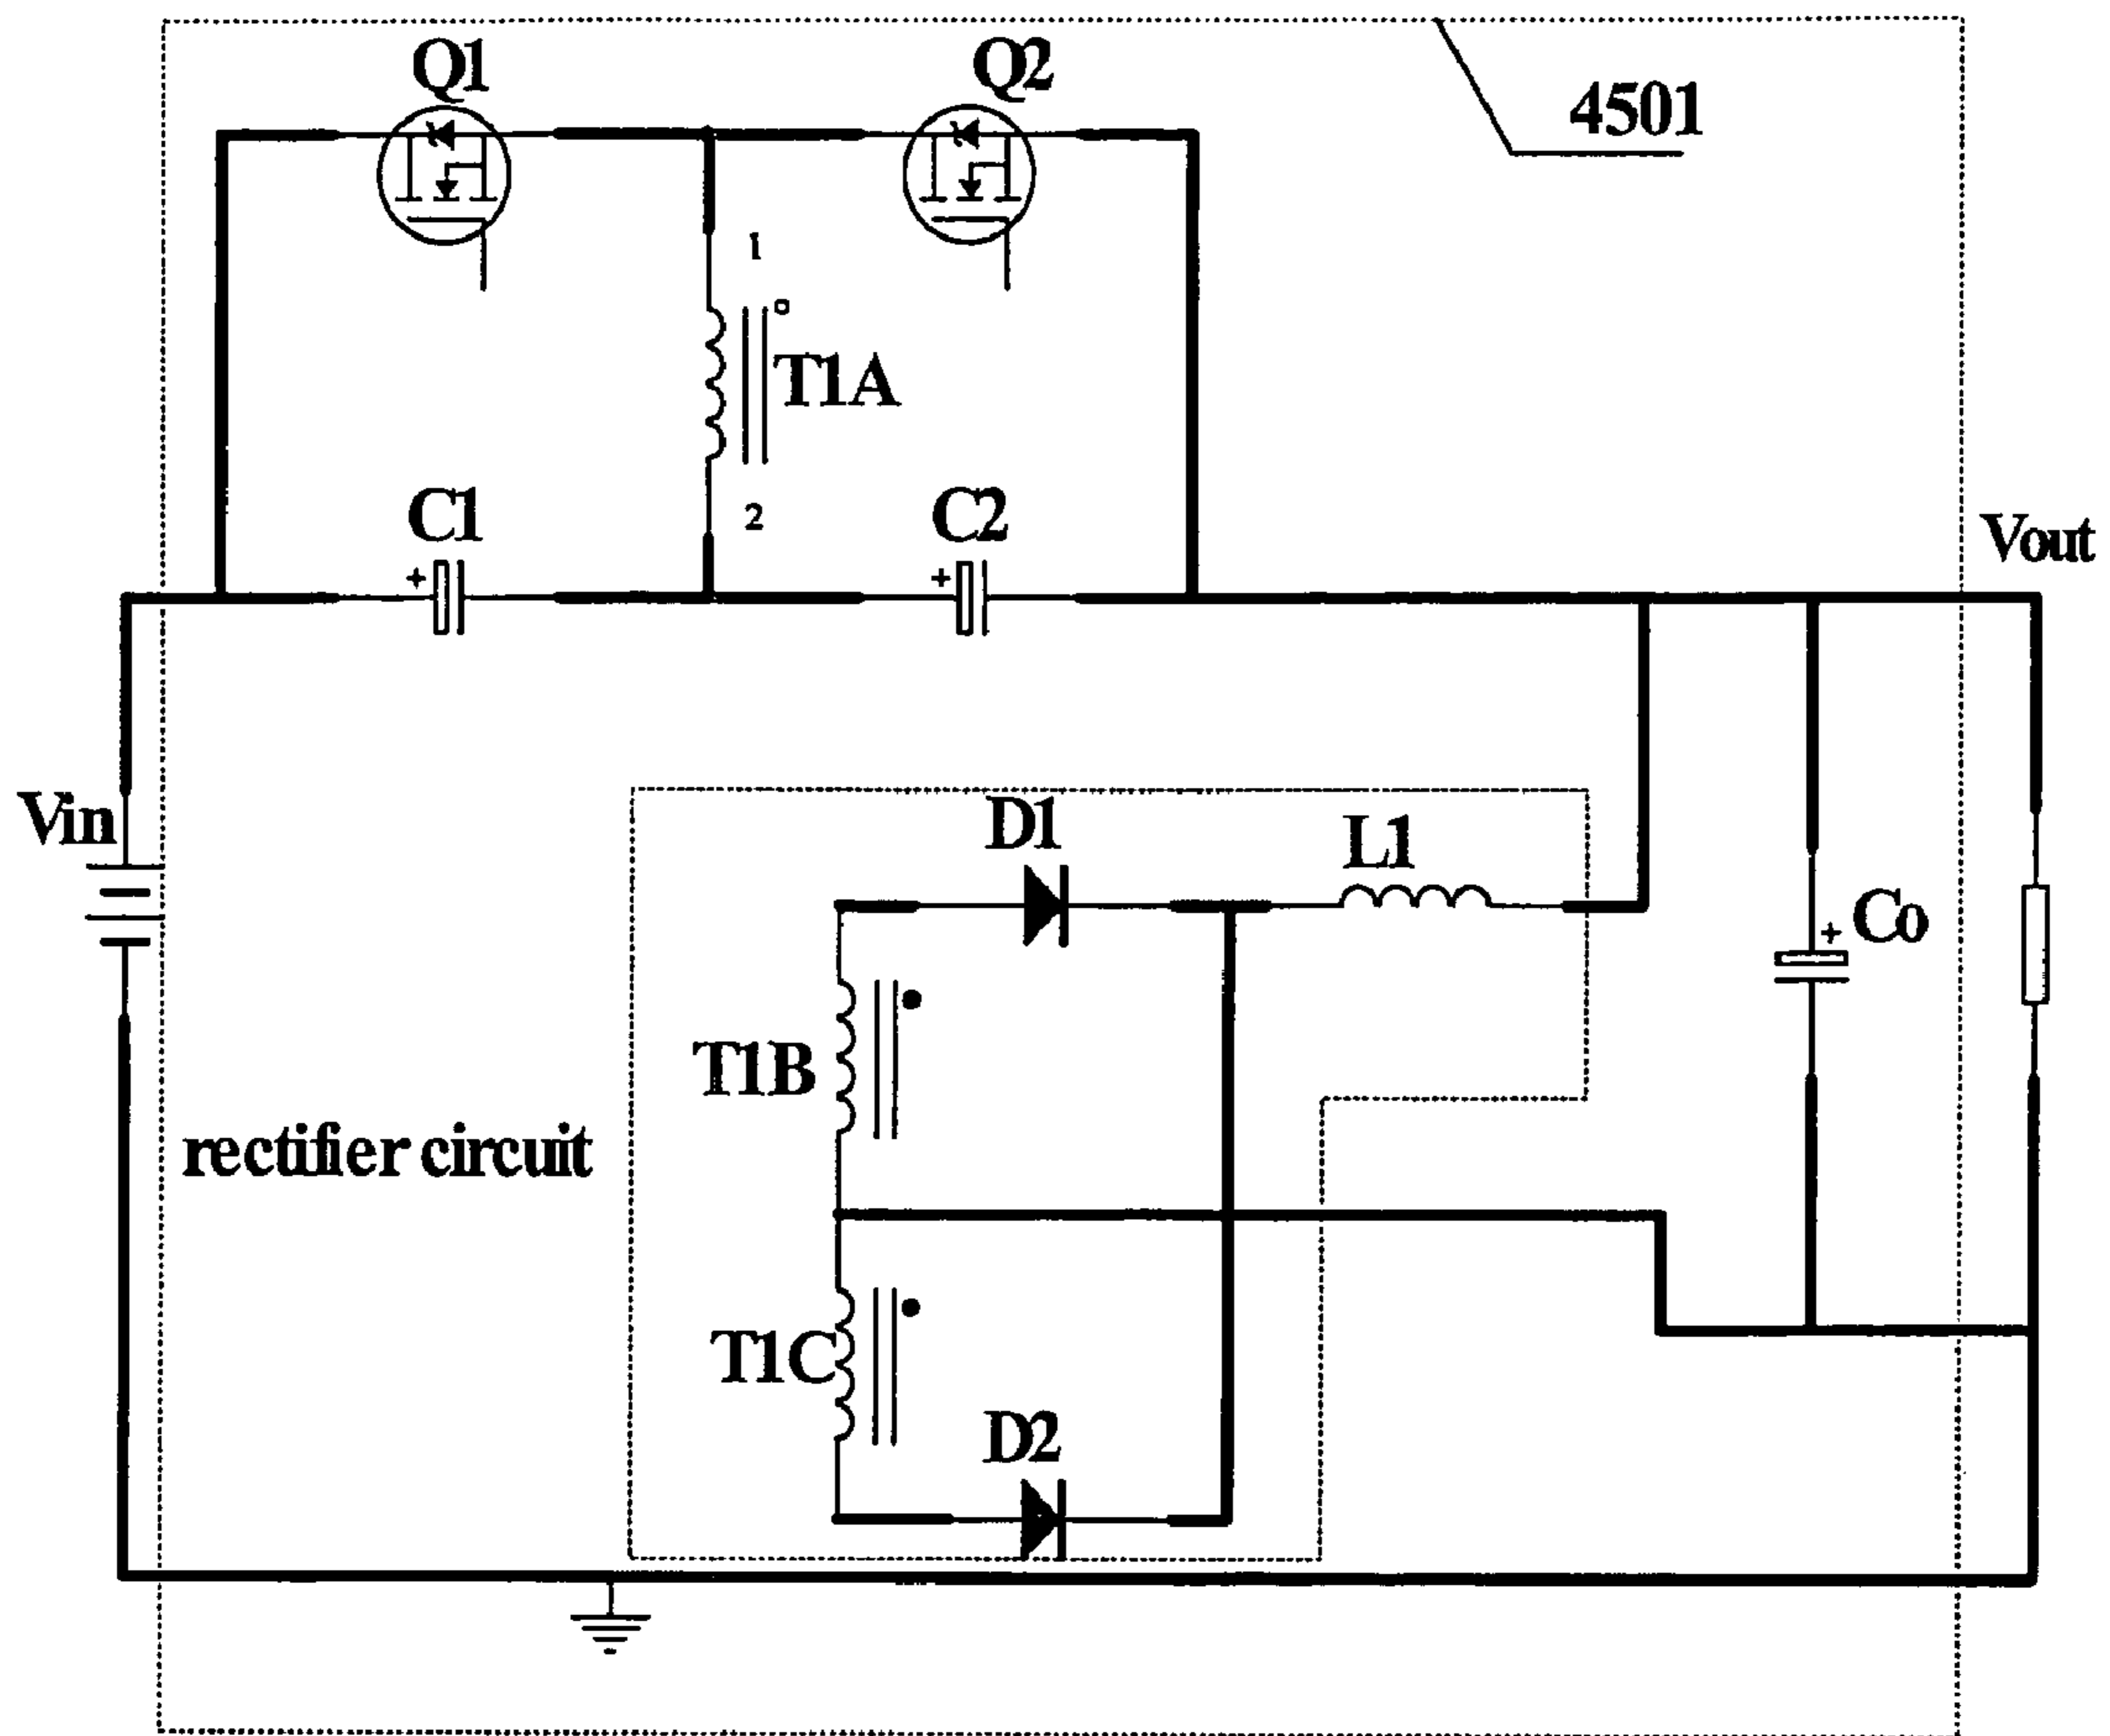 Q1
Q2
4501
1
T1A
2
C1
C2
+
+
Vout
Vin
D1
L1
+
Co
T1B
rectifier circuit
T1C
D2